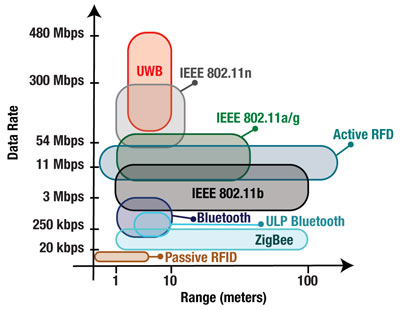 480 Mbps
UWB
IEEE 802.11n
300 Mbps
IEEE 802.11a/g
Active RFD
54 Mbps
11 Mbps
IEEE 802.11b
3 Mbps
Bluetooth
ULP Bluetooth
250 kbps
ZigBee
20 kbps
Passive RFID
1
10
100
Range (meters)
Data Rate